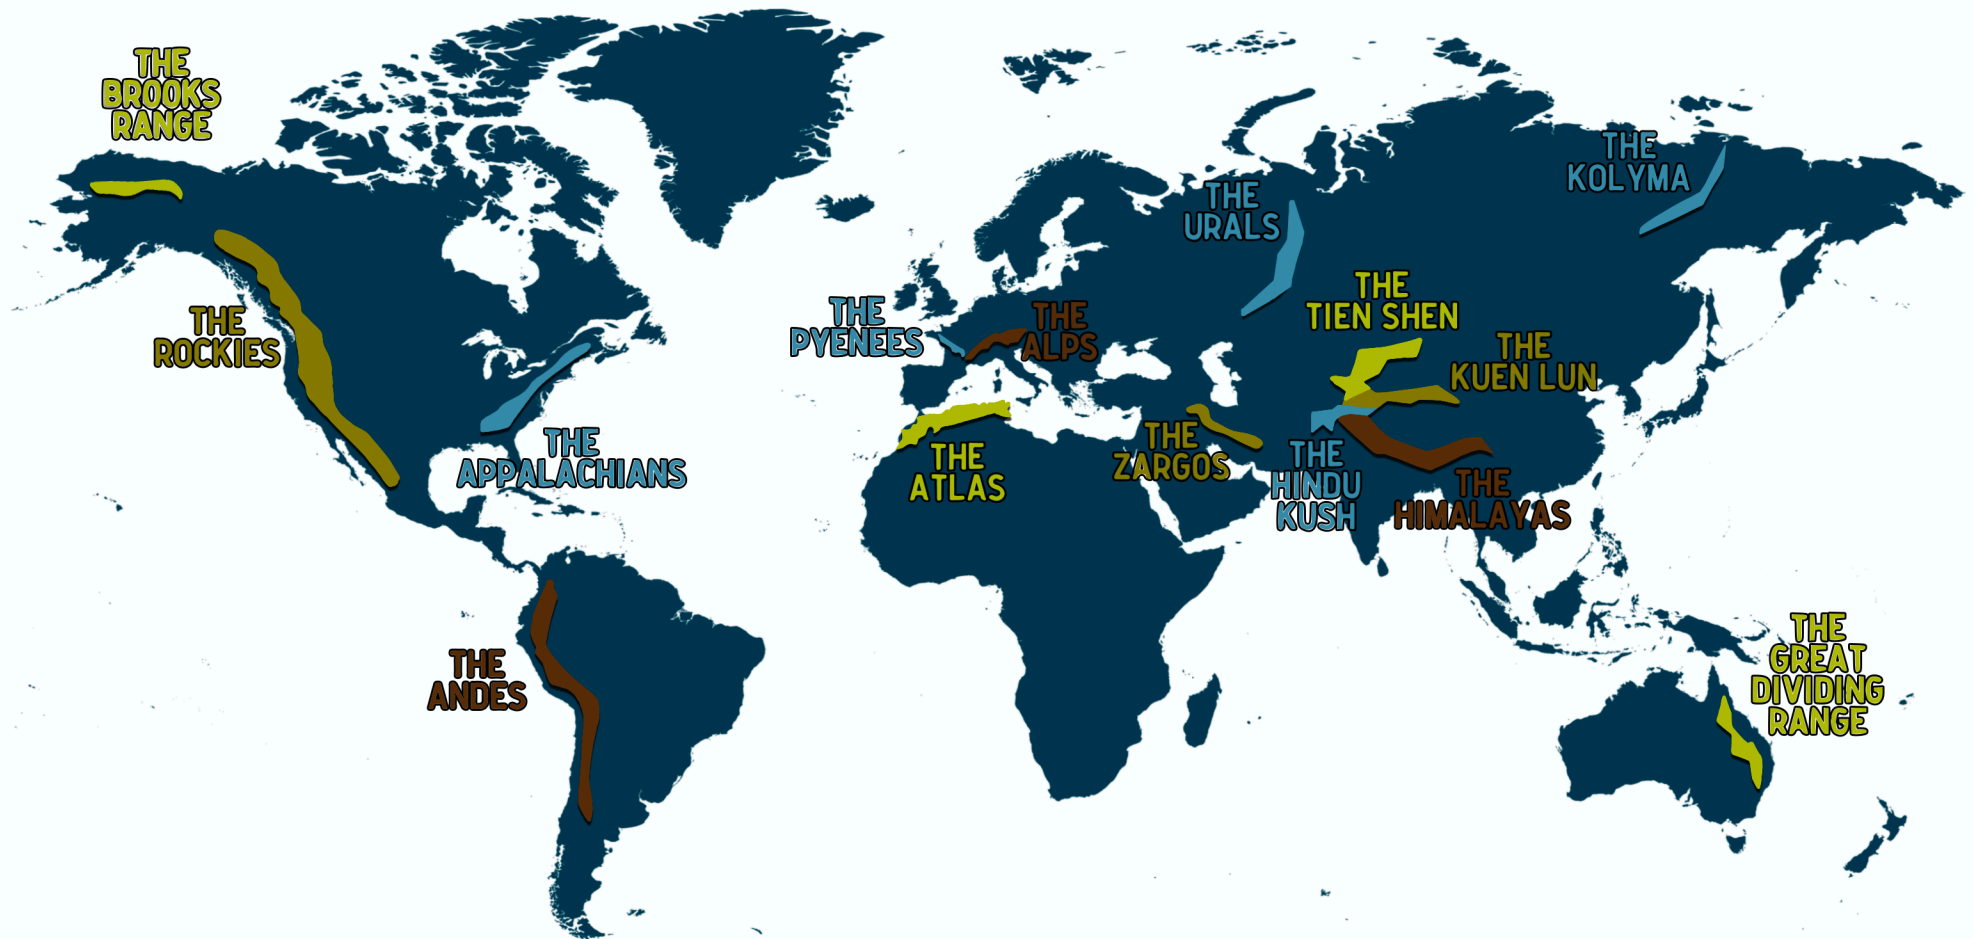 THE
BROOKS
RANGE
THE
ROCKIES
THE
APPALACHIANS
THE
ANDES
THE
PYENEES
THE
ALPS
THE
ATLAS
THE
URALS
THE
KOLYMA
THE
TIEN SHEN
THE
KUEN LUN
THE
ZARGOS
THE
HINDU
KUSH
THE
HIMALAYAS
THE
GREAT
DIVIDING
RANGE